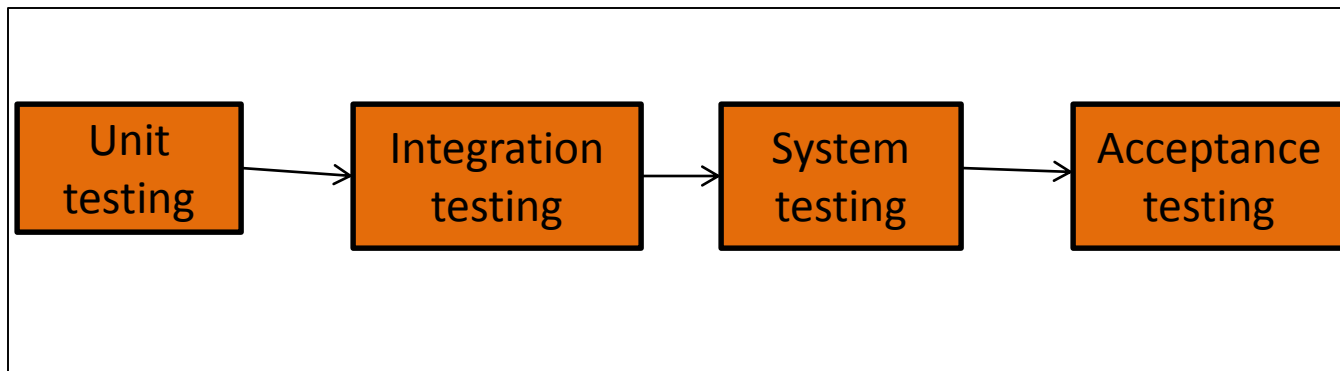 Unit
testing
Integration
testing
System
testing
Acceptance
testing